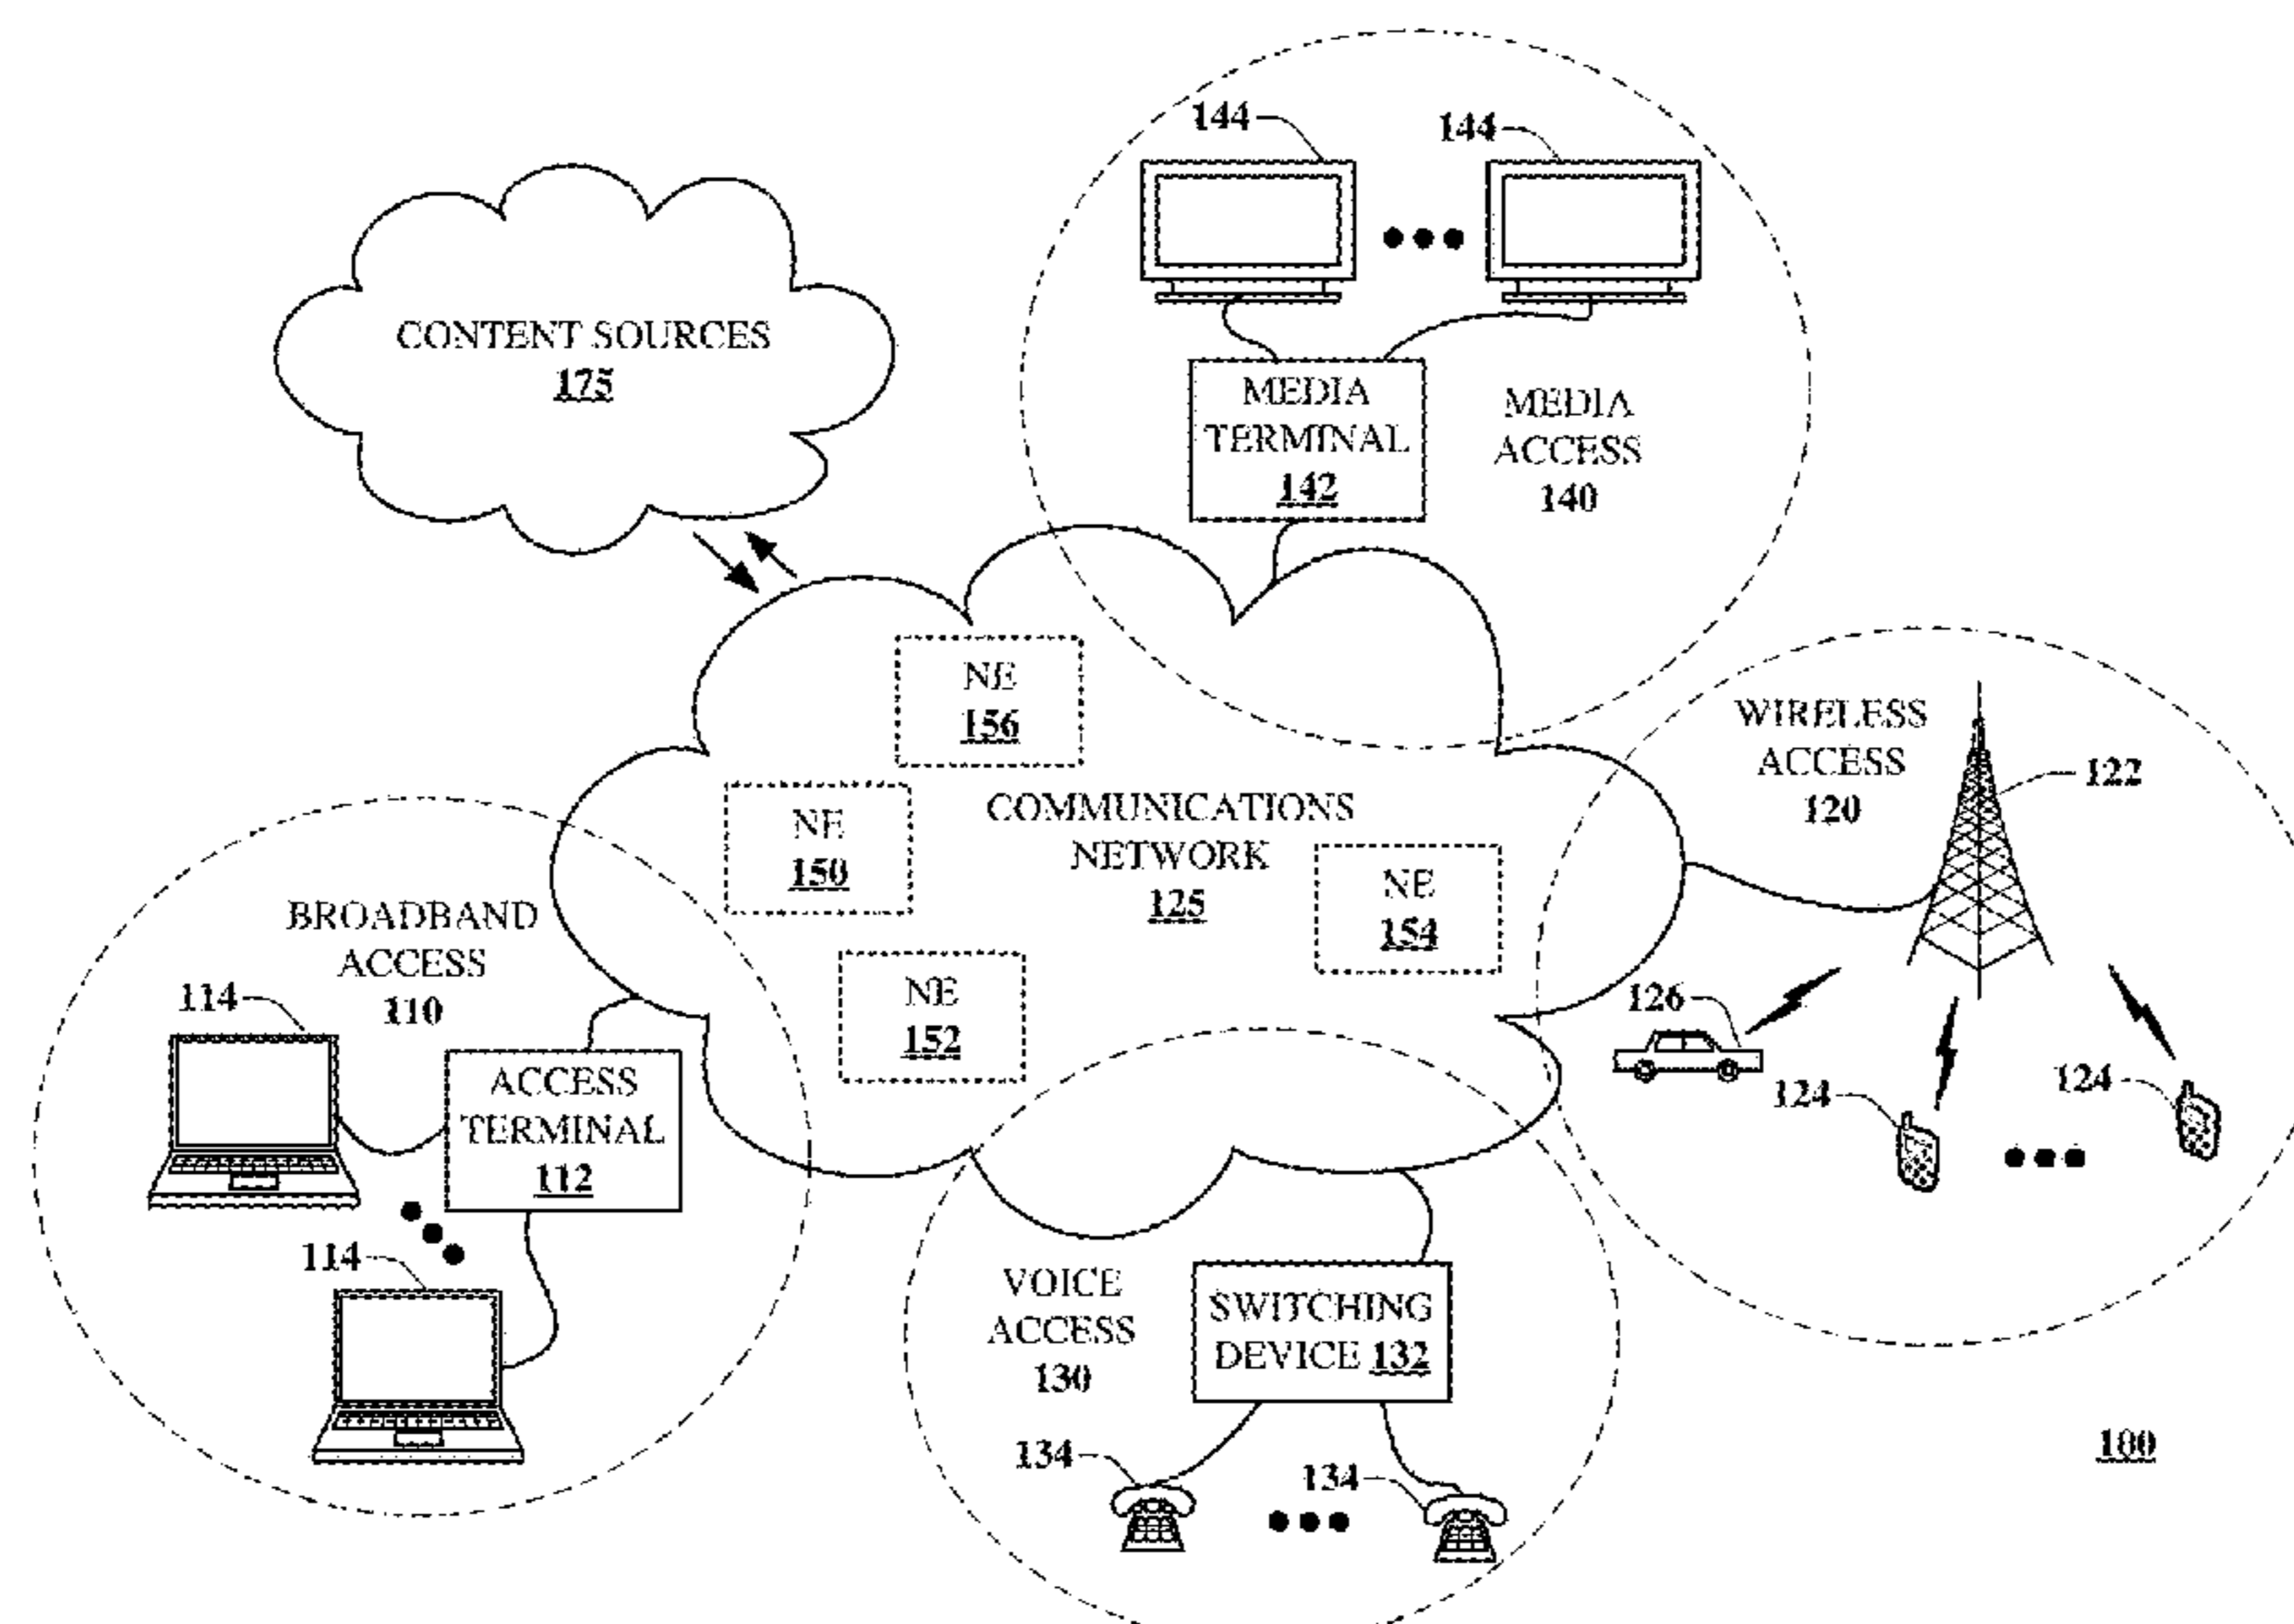 144
144
CONTENT SOURCES
175
MEDIA
TERMINAL
142
MEDIA
ACCESS
140
NE
156
WIRELESS
ACCESS
120
122
NE
150
COMMUNICATIONS
NETWORK
125
NE
154
BROADBAND
ACCESS
110
114
NE
152
126
124
124
ACCESS
TERMINAL
112
114
VOICE
ACCESS
130
SWITCHING
DEVICE 132
134
134
100